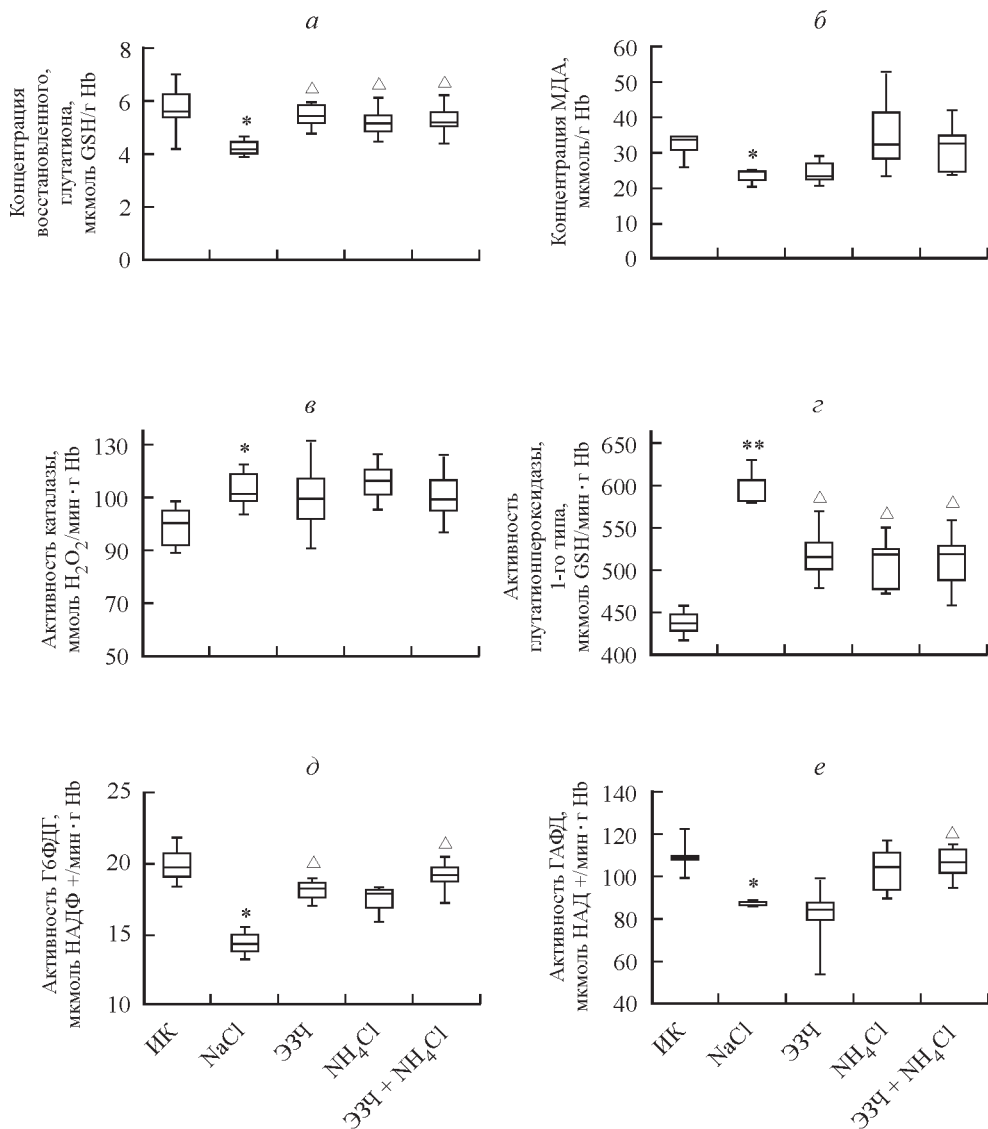 а
Концентрация
восстановленного,
глутатиона,
мкмоль GSH/г Hb
8
6
4
2
0
*
△
△
△
б
Концентрация МДА,
мкмоль/г Hb
60
50
40
30
20
10
0
*
в
Активность каталазы,
ммоль H₂O₂/мин · г Hb
130
100
90
70
50
*
г
Активность
глутатионпероксидазы,
1-го типа,
мкмоль GSH/мин · г Hb
650
600
550
500
450
400
**
△
△
△
д
Активность Г6ФДГ,
мкмоль НАДФ +/мин · г Hb
25
20
15
10
*
△
△
ИК
NaCl
ЭЗЧ
NH₄Cl
ЭЗЧ + NH₄Cl
е
Активность ГАФД,
мкмоль НАД +/мин · г Hb
140
120
100
80
60
40
*
△
ИК
NaCl
ЭЗЧ
NH₄Cl
ЭЗЧ + NH₄Cl